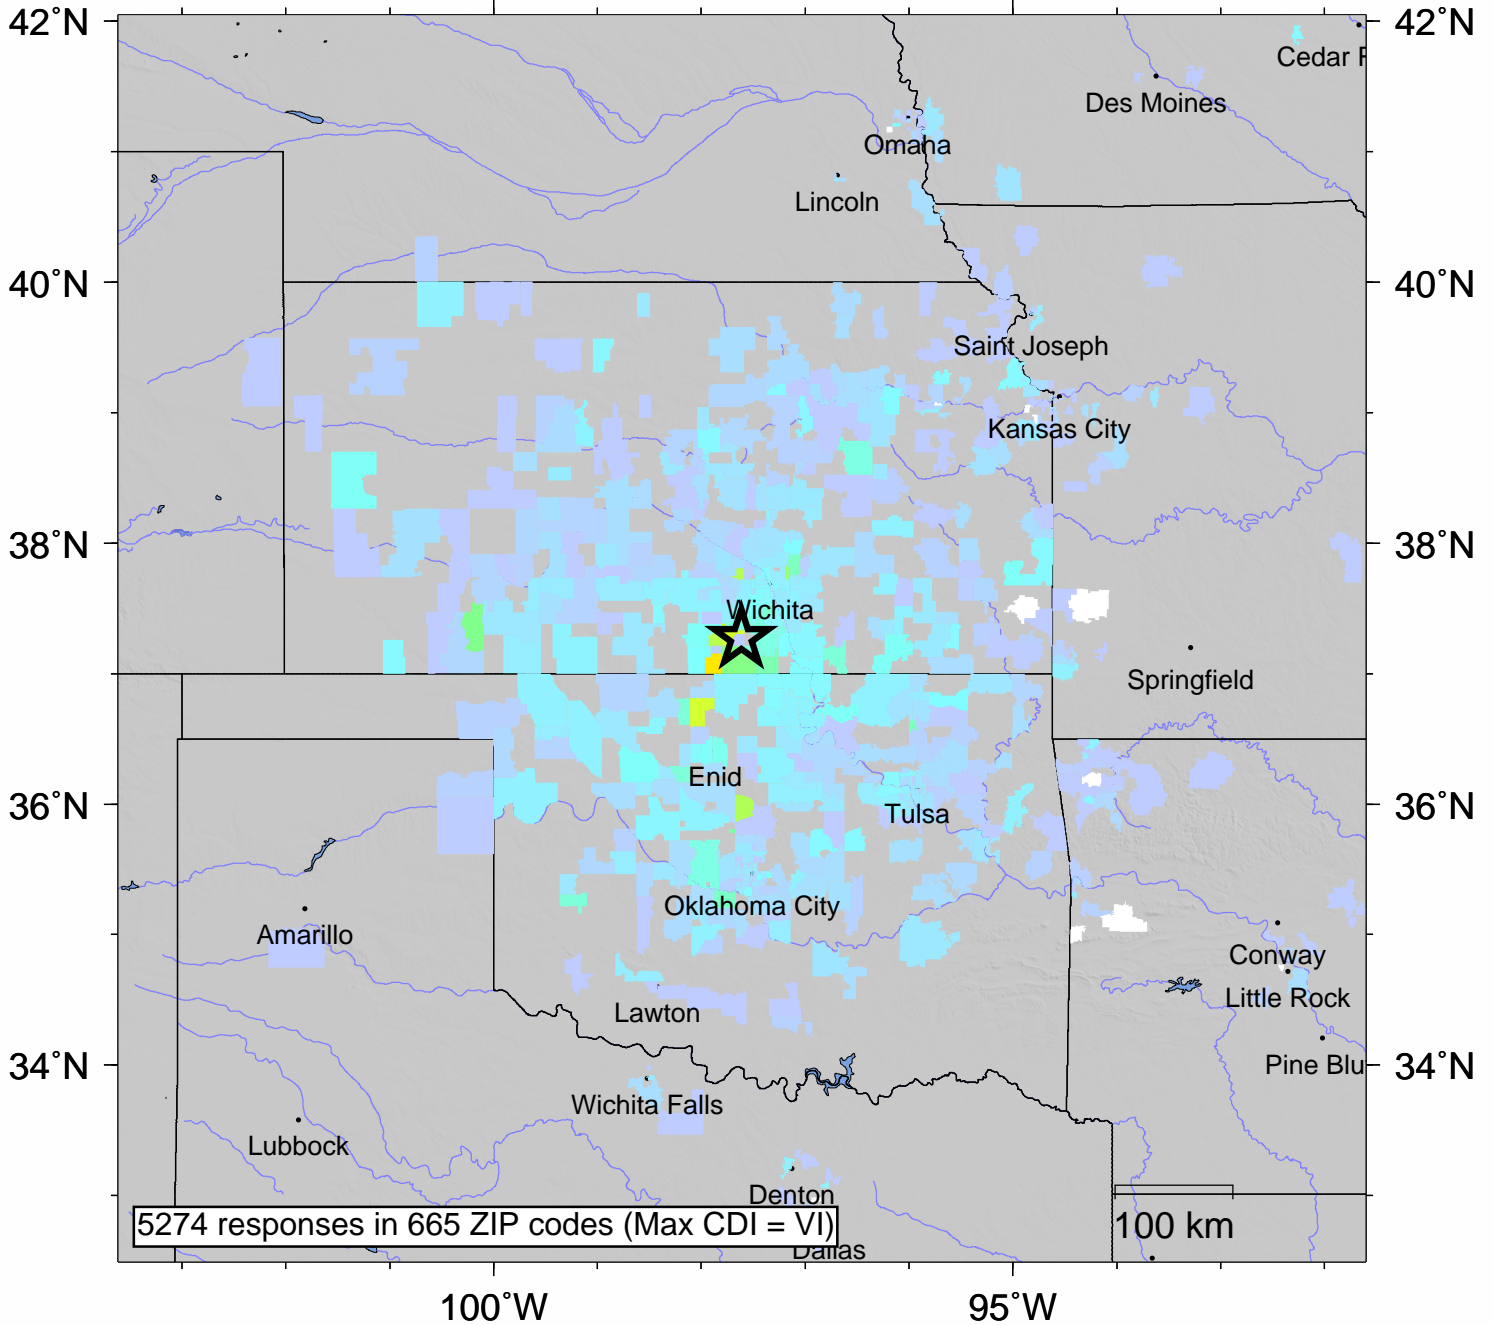 42°N
42°N
Cedar R
Des Moines
Omaha
Lincoln
40°N
40°N
Saint Joseph
Kansas City
38°N
38°N
Wichita
Springfield
Enid
36°N
36°N
Tulsa
Oklahoma City
Amarillo
Conway
Little Rock
Lawton
34°N
34°N
Pine Blu
Wichita Falls
Lubbock
Denton
5274 responses in 665 ZIP codes (Max CDI = VI)
100 km
Dallas
100°W
95°W